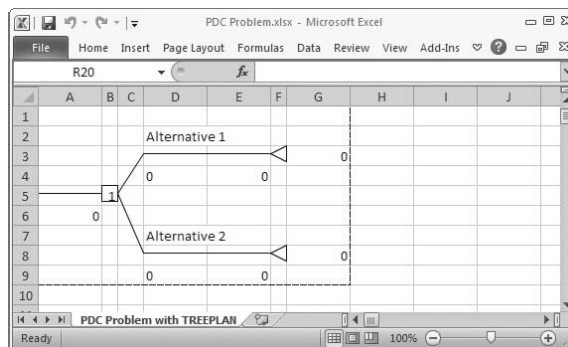 PDC Problem.xlsx - Microsoft Excel
File Home Insert Page Layout Formulas Data Review View Add-Ins
R20 fx
A B C D E F G H I J
1
2 Alternative 1
3 0
4 0 0
5 1
6 0
7 Alternative 2
8 0
9 0 0
10
PDC Problem with TREEPLAN
Ready 100%